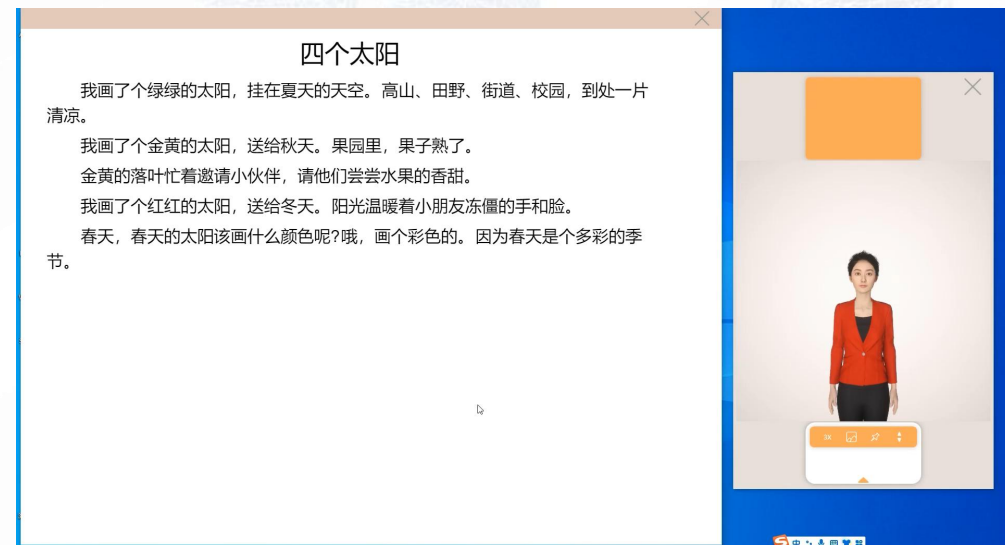 四个太阳
我画了个绿绿的太阳，挂在夏天的天空。高山、田野、街道、校园，到处一片
清凉。
我画了个金黄的太阳，送给秋天。果园里，果子熟了。
金黄的落叶忙着邀请小伙伴，请他们尝尝水果的香甜。
我画了个红红的太阳，送给冬天。阳光温暖着小朋友冻僵的手和脸。
春天，春天的太阳该画什么颜色呢?哦，画个彩色的。因为春天是个多彩的季
节。
3X
中